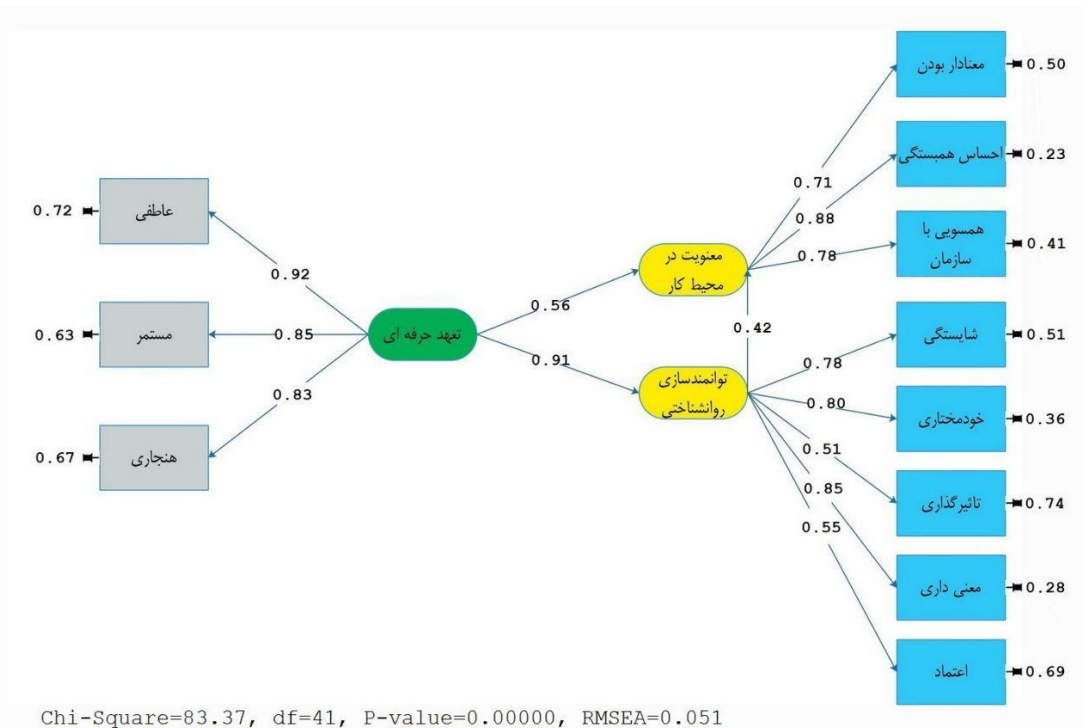 معنادار بودن
0.50
احساس همبستگی
0.23
همسویی با
سازمان
0.41
شایستگی
0.51
خودمختاری
0.36
تاثیرگذاری
0.74
معنی داری
0.28
اعتماد
0.69
0.71
0.88
0.78
0.78
0.80
0.51
0.85
0.55
معنویت در
محیط کار
0.42
توانمندسازی
روانشناختی
0.56
0.91
تعهد حرفه ای
0.92
0.85
0.83
عاطفی
0.72
مستمر
0.63
هنجاری
0.67
Chi-Square=83.37, df=41, P-value=0.00000, RMSEA=0.051